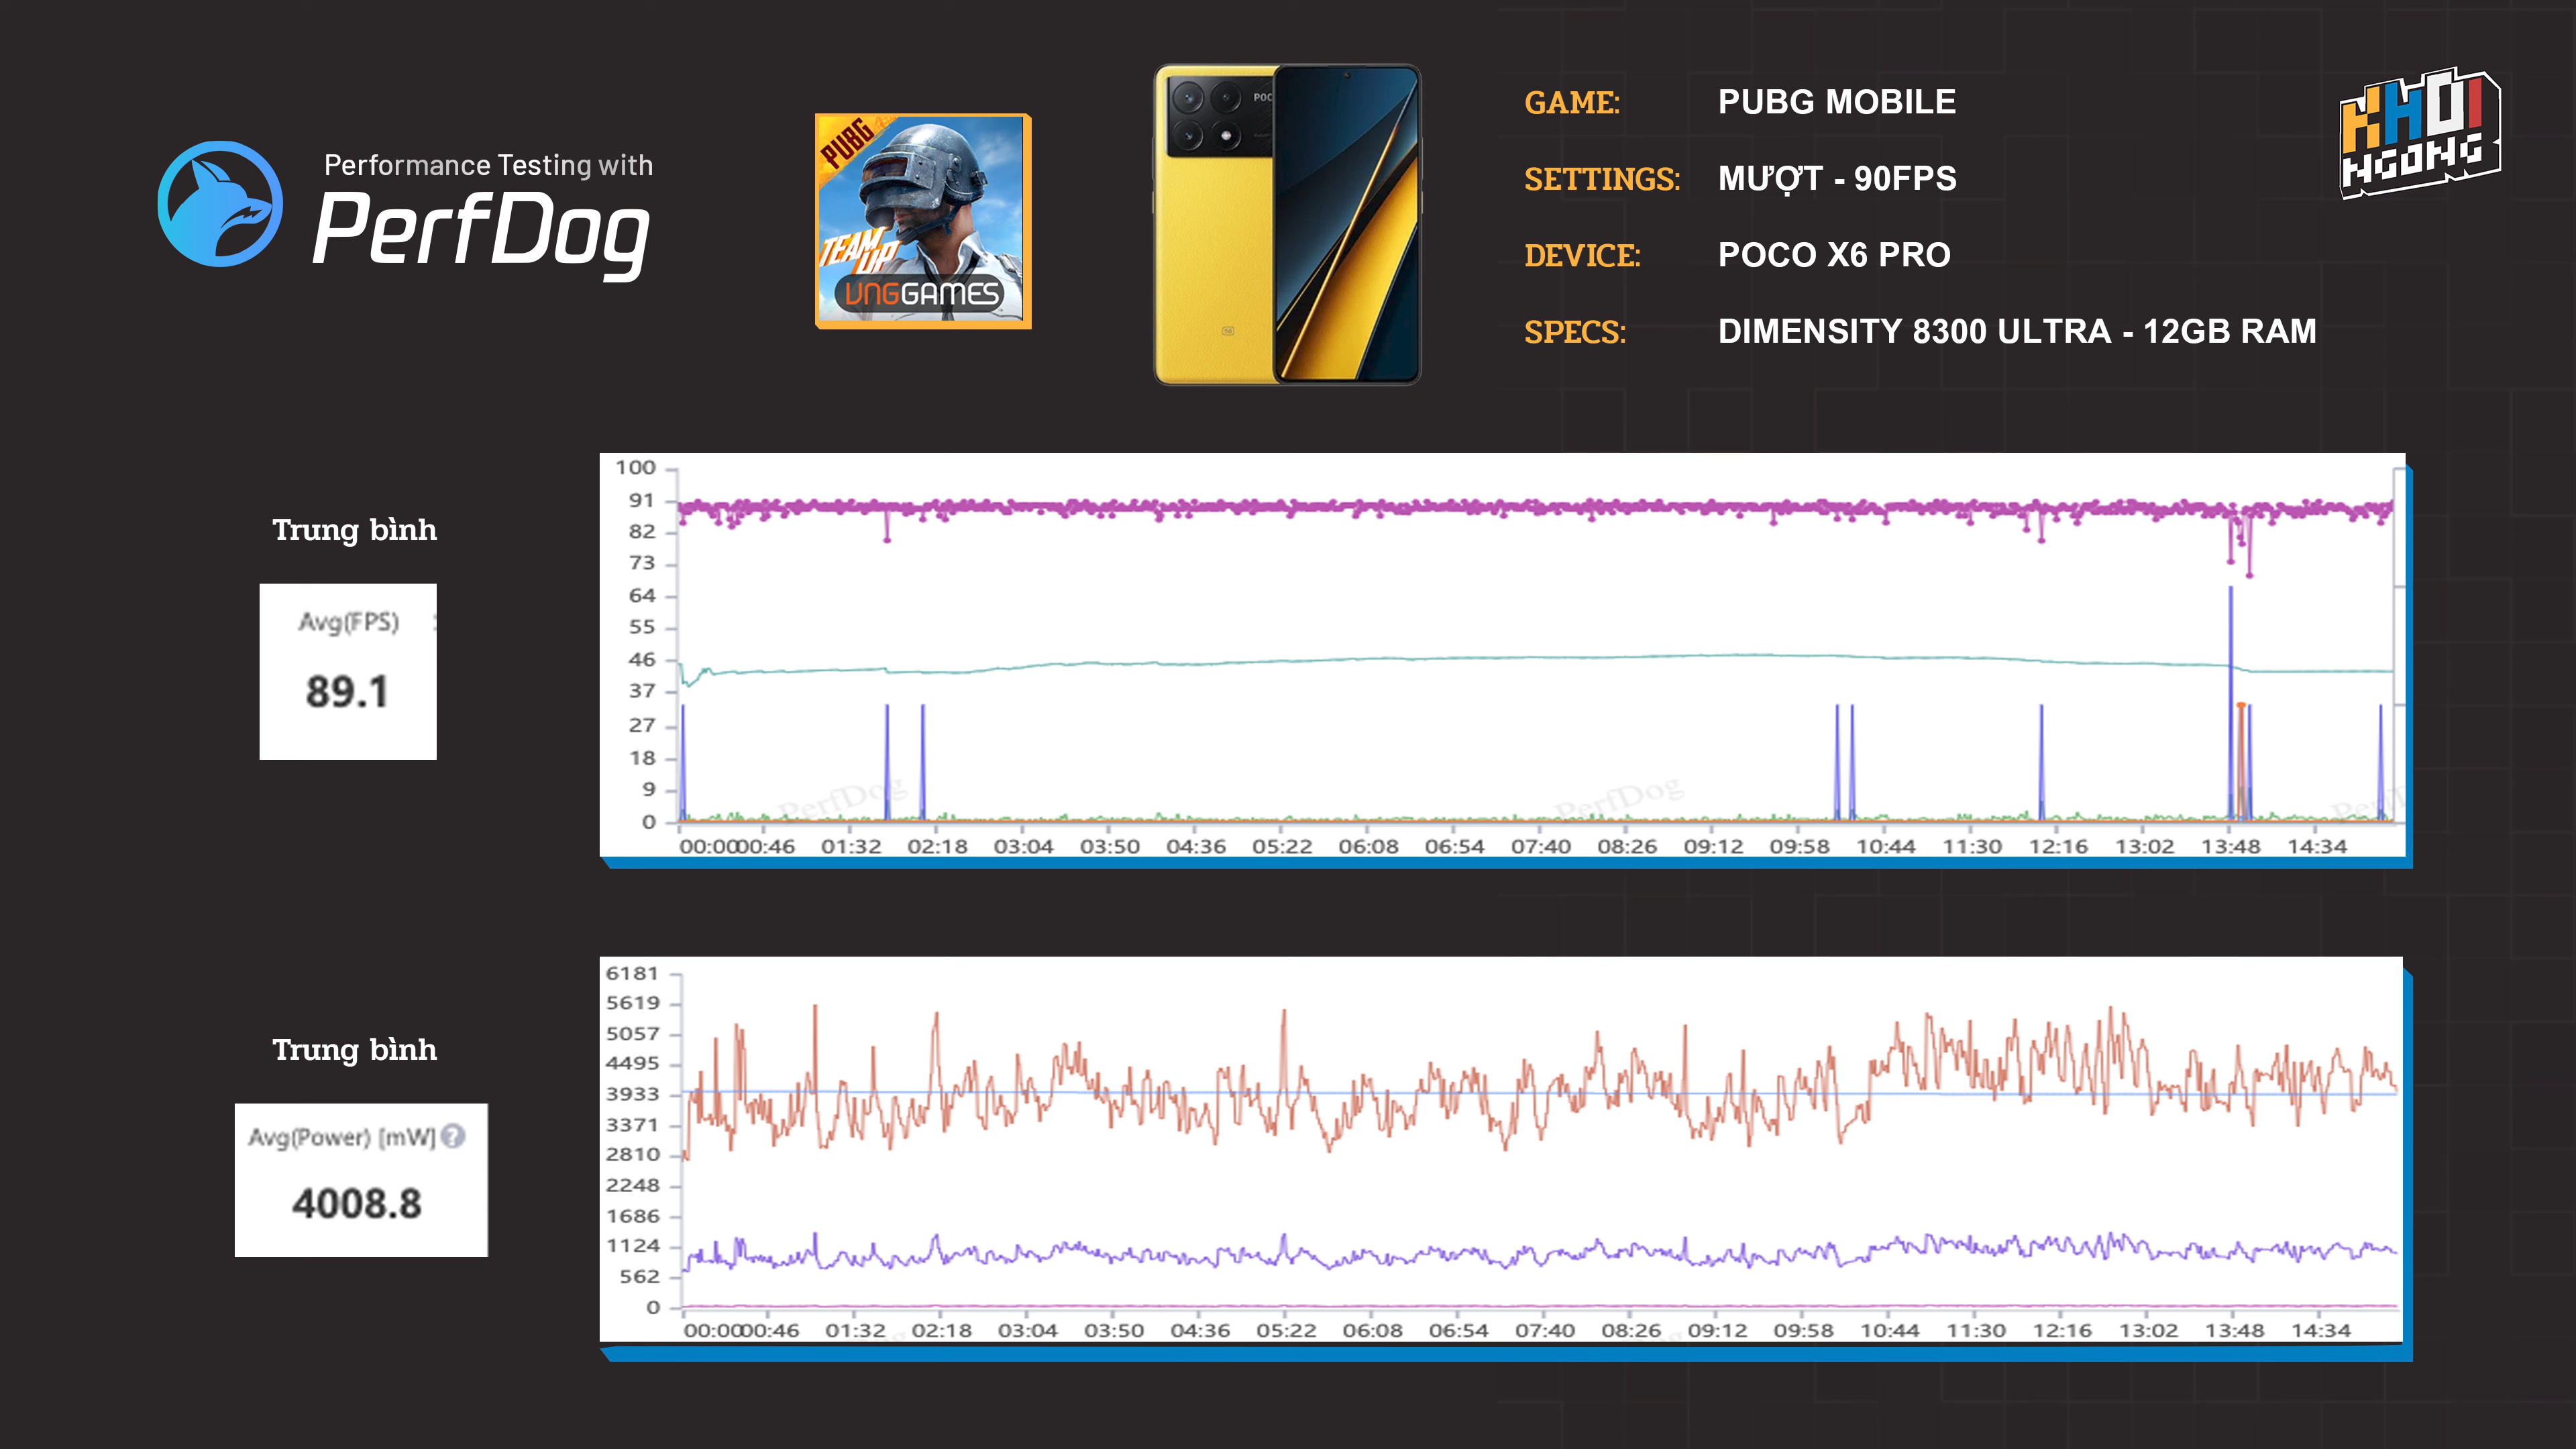 Performance Testing with
PerfDog
PUBG
TEAM UP
VNGGAMES
POCO
5G
GAME: PUBG MOBILE
SETTINGS: MƯỢT - 90FPS
DEVICE: POCO X6 PRO
SPECS: DIMENSITY 8300 ULTRA - 12GB RAM
KHOI
NGONG
Trung bình
Avg(FPS)
89.1
100
91
82
73
64
55
46
37
27
18
9
0
PerfDog PerfDog PerfD
00:00 00:46 01:32 02:18 03:04 03:50 04:36 05:22 06:08 06:54 07:40 08:26 09:12 09:58 10:44 11:30 12:16 13:02 13:48 14:34
Trung bình
Avg(Power) [mW] ?
4008.8
6181
5619
5057
4495
3933
3371
2810
2248
1686
1124
562
0
00:00 00:46 01:32 02:18 03:04 03:50 04:36 05:22 06:08 06:54 07:40 08:26 09:12 09:58 10:44 11:30 12:16 13:02 13:48 14:34